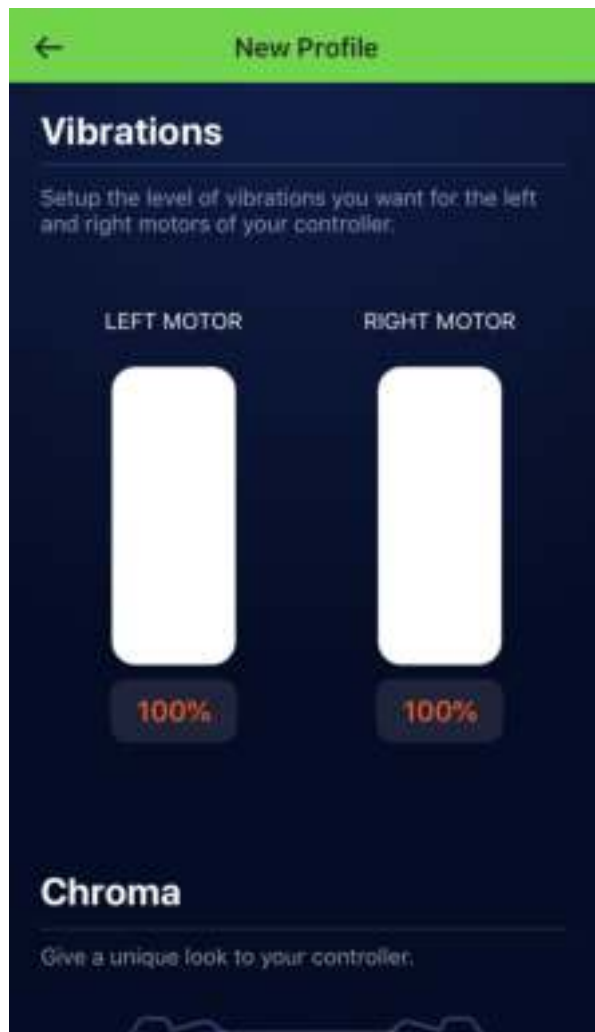 New Profile
Vibrations
Setup the level of vibrations you want for the left
and right motors of your controller.
LEFT MOTOR RIGHT MOTOR
100% 100%
Chroma
Give a unique look to your controller.